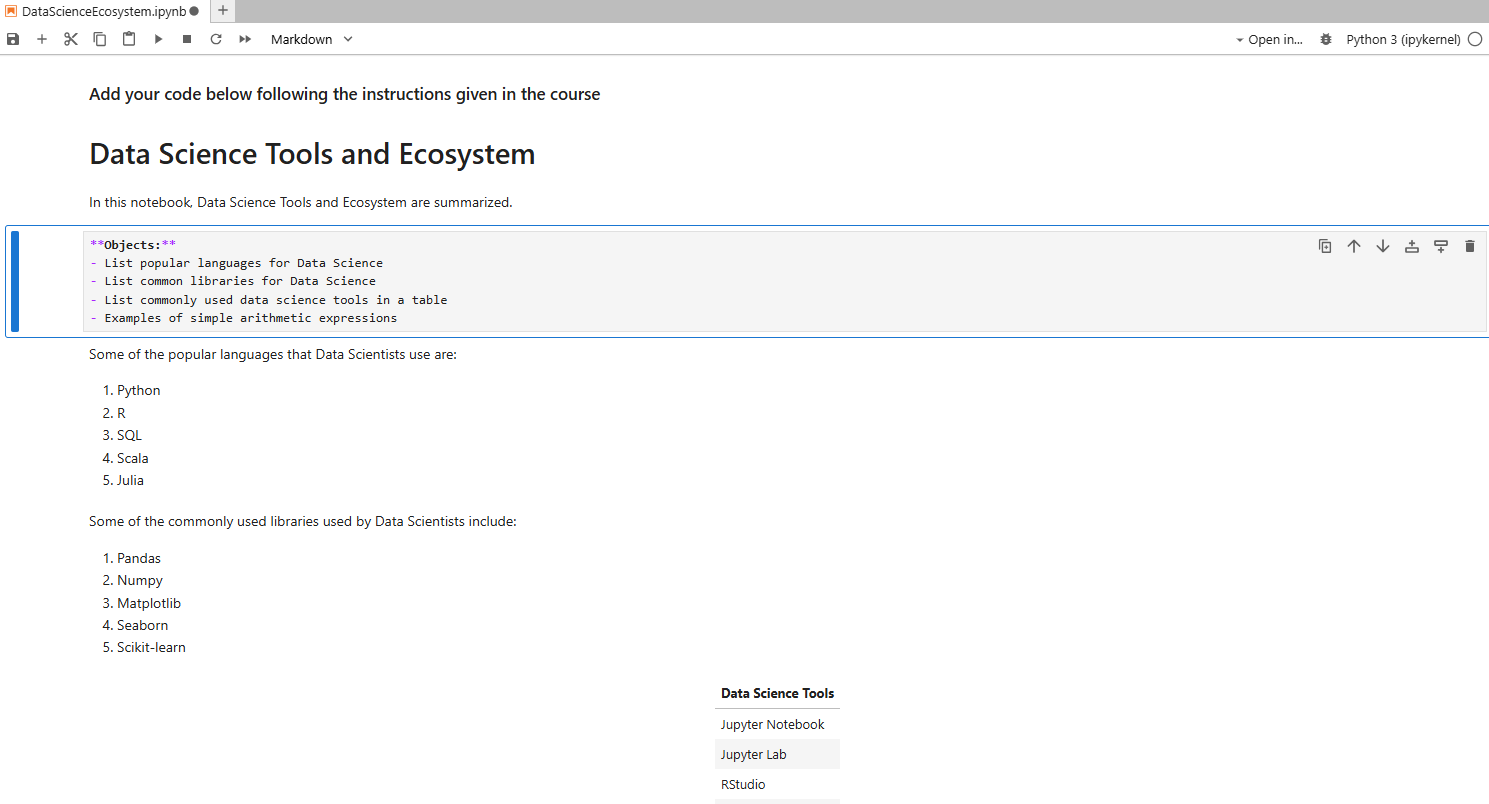 DataScienceEcosystem.ipynb
Markdown
Open in...
Python 3 (ipykernel)
Add your code below following the instructions given in the course
Data Science Tools and Ecosystem
In this notebook, Data Science Tools and Ecosystem are summarized.
**Objects:**
- List popular languages for Data Science
- List common libraries for Data Science
- List commonly used data science tools in a table
- Examples of simple arithmetic expressions
Some of the popular languages that Data Scientists use are:
1. Python
2. R
3. SQL
4. Scala
5. Julia
Some of the commonly used libraries used by Data Scientists include:
1. Pandas
2. Numpy
3. Matplotlib
4. Seaborn
5. Scikit-learn
Data Science Tools
Jupyter Notebook
Jupyter Lab
RStudio